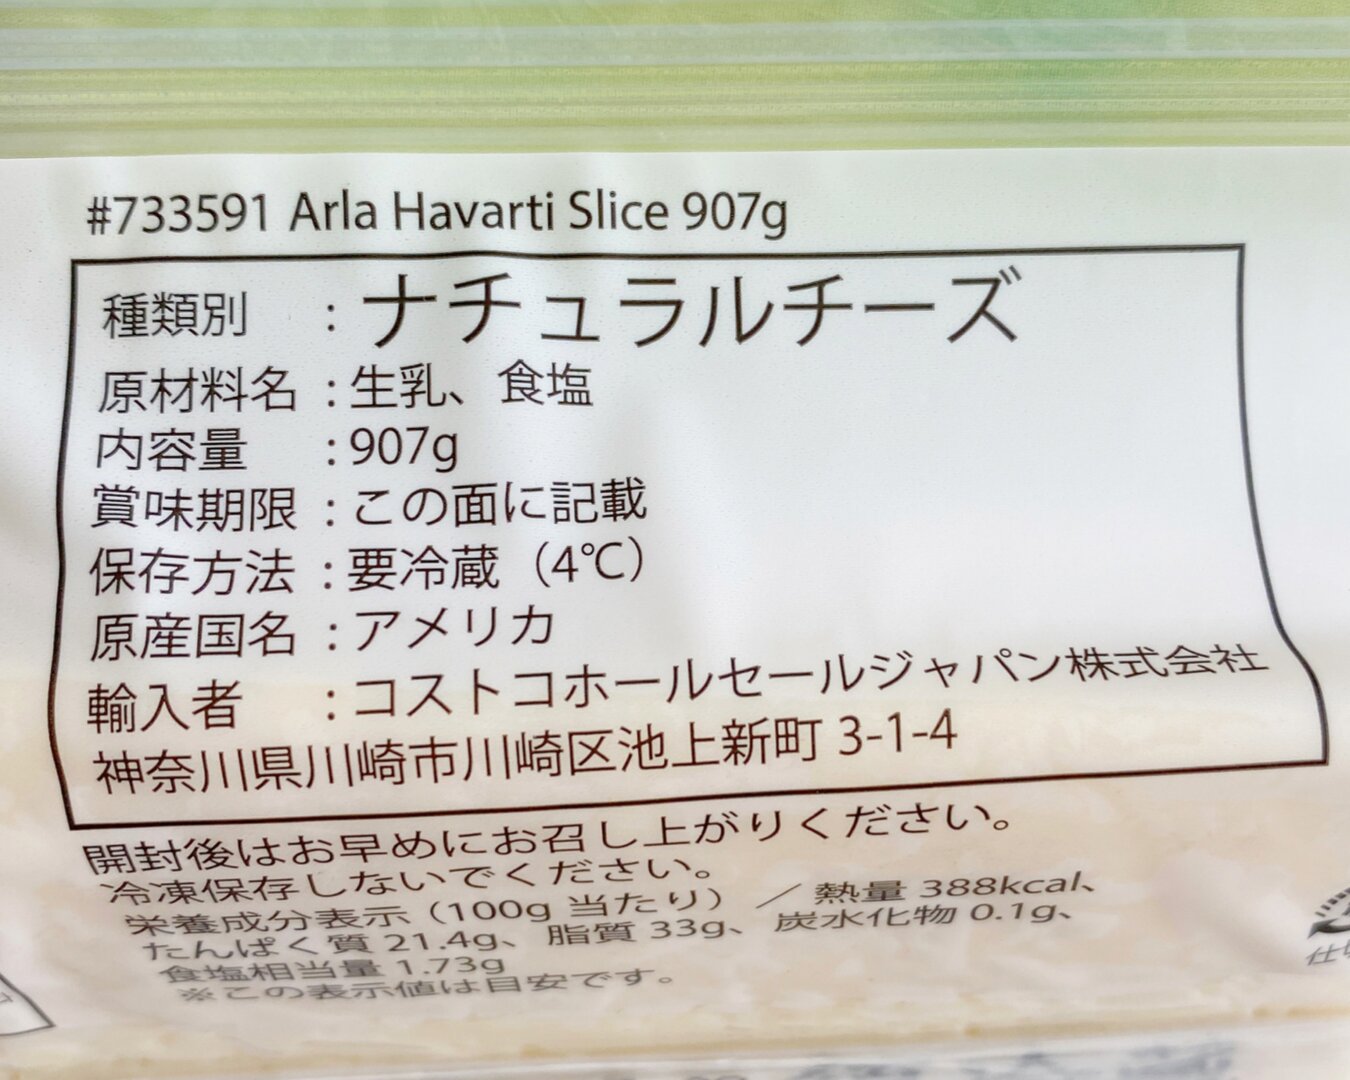 #733591 Arla Havarti Slice 907g
種類別 : ナチュラルチーズ
原材料名 : 生乳、食塩
内容量 : 907g
賞味期限 : この面に記載
保存方法 : 要冷蔵（4℃）
原産国名 : アメリカ
輸入者 : コストコホールセールジャパン株式会社
神奈川県川崎市川崎区池上新町 3-1-4
開封後はお早めにお召し上がりください。
冷凍保存しないでください。
栄養成分表示（100g 当たり）／熱量 388kcal、
たんぱく質 21.4g、脂質 33g、炭水化物 0.1g、
食塩相当量 1.73g
※この表示値は目安です。